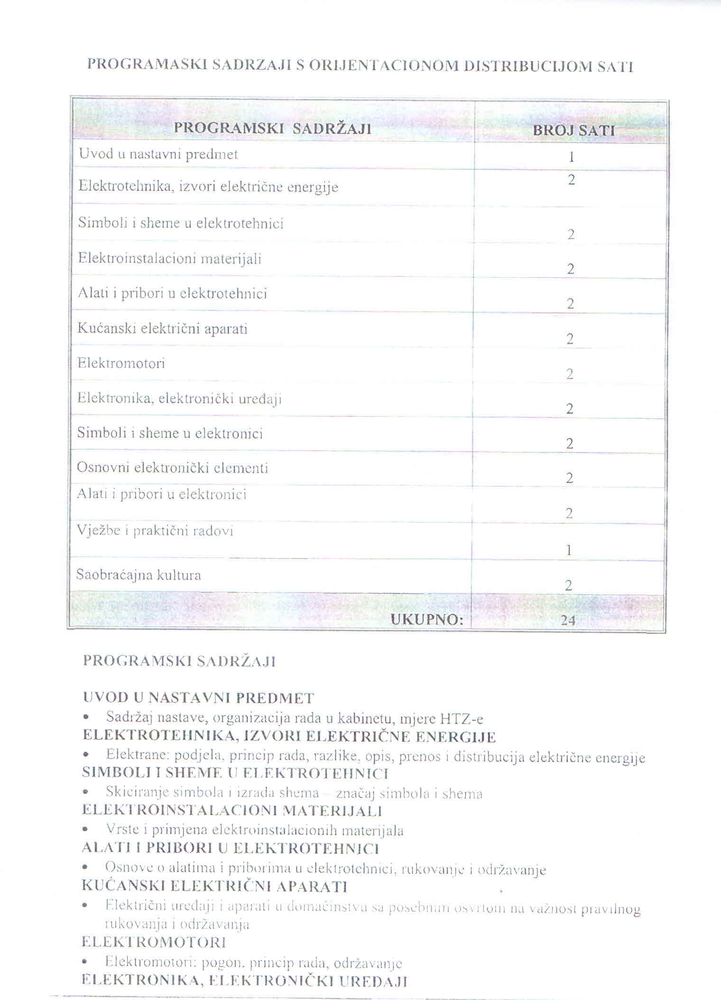 PROGRAMASKI SADRZAJI S ORIJENTACIONOM DISTRIBUCIJOM SATI
PROGRAMSKI SADRŽAJI BROJ SATI
Uvod u nastavni predmet 1
Elektrotehnika, izvori električne energije 2
Simboli i sheme u elektrotehnici 2
Elektroinstalacioni materijali 2
Alati i pribori u elektrotehnici 2
Kućanski električni aparati 2
Elektromotori 2
Elektronika, elektronički uređaji 2
Simboli i sheme u elektronici 2
Osnovni elektronički elementi 2
Alati i pribori u elektronici 2
Vježbe i praktični radovi 1
Saobraćajna kultura 2
UKUPNO: 24
PROGRAMSKI SADRŽAJI
UVOD U NASTAVNI PREDMET
• Sadržaj nastave, organizacija rada u kabinetu, mjere HTZ-e
ELEKTROTEHNIKA, IZVORI ELEKTRIČNE ENERGIJE
• Elektrane: podjela, princip rada, razlike, opis, prenos i distribucija električne energije
SIMBOLI I SHEME U ELEKTROTEHNICI
• Skiciranje simbola i izrada shema – značaj simbola i shema
ELEKTROINSTALACIONI MATERIJALI
• Vrste i primjena elektroinstalacionih materijala
ALATI I PRIBORI U ELEKTROTEHNICI
• Osnove o alatima i priborima u elektrotehnici, rukovanje i održavanje
KUĆANSKI ELEKTRIČNI APARATI
• Električni uređaji i aparati u domaćinstvu sa posebnim osvrtom na važnost pravilnog
rukovanja i održavanja
ELEKTROMOTORI
• Elektromotori: pogon, princip rada, održavanje
ELEKTRONIKA, ELEKTRONIČKI UREĐAJI